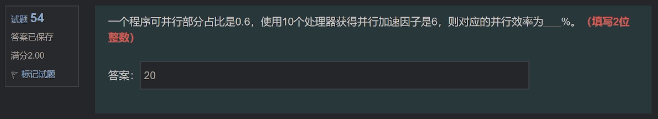 试题 54
答案已保存
满分2.00
标记试题
一个程序可并行部分占比是0.6，使用10个处理器获得并行加速因子是6，则对应的并行效率为___%。（填写2位
整数）
答案：20